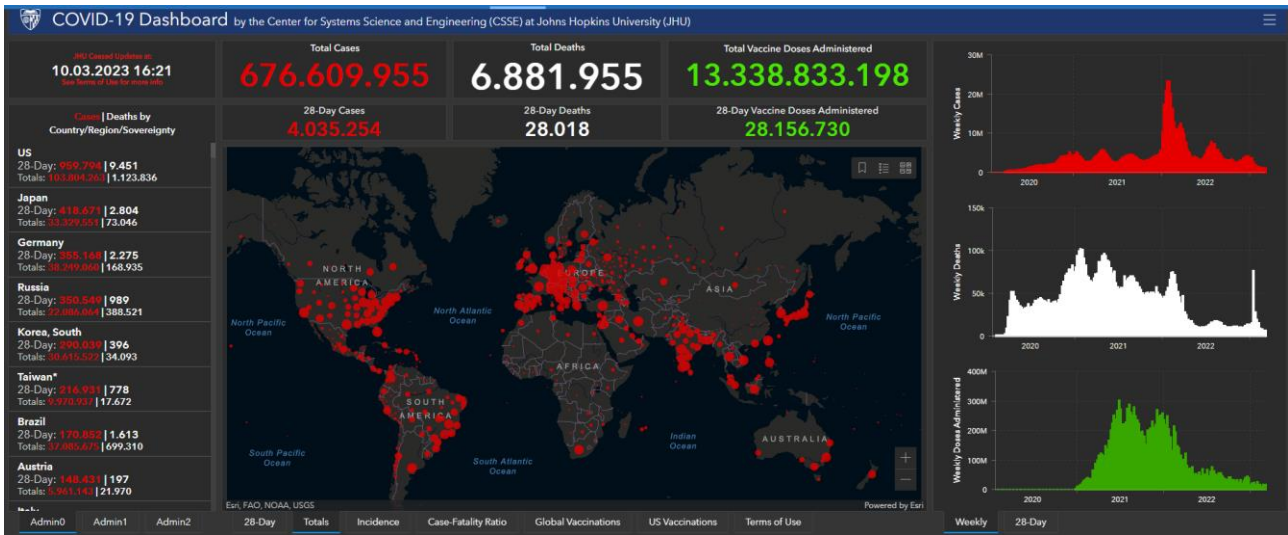 COVID-19 Dashboard by the Center for Systems Science and Engineering (CSSE) at Johns Hopkins University (JHU)
JHU Ceased Updates at:
10.03.2023 16:21
See Terms of Use for more info.
Cases | Deaths by
Country/Region/Sovereignty
US
28-Day: 959.794 | 9.451
Totals: 103.804.263 | 1.123.836
Japan
28-Day: 418.671 | 2.804
Totals: 33.329.551 | 73.046
Germany
28-Day: 355.168 | 2.275
Totals: 38.249.060 | 168.935
Russia
28-Day: 350.549 | 989
Totals: 22.086.064 | 388.521
Korea, South
28-Day: 290.039 | 396
Totals: 30.615.522 | 34.093
Taiwan*
28-Day: 216.931 | 778
Totals: 9.970.937 | 17.672
Brazil
28-Day: 170.852 | 1.613
Totals: 37.085.675 | 699.310
Austria
28-Day: 148.431 | 197
Totals: 5.961.143 | 21.970
Admin0 Admin1 Admin2
Total Cases
676.609.955
Total Deaths
6.881.955
Total Vaccine Doses Administered
13.338.833.198
28-Day Cases
4.035.254
28-Day Deaths
28.018
28-Day Vaccine Doses Administered
28.156.730
NORTH
AMERICA
EUROPE
ASIA
North Pacific
Ocean
North Atlantic
Ocean
North Pacific
Ocean
AFRICA
SOUTH
AMERICA
Indian
Ocean
AUSTRALIA
South Pacific
Ocean
South Atlantic
Ocean
+
−
Esri, FAO, NOAA, USGS
Powered by Esri
28-Day Totals Incidence Case-Fatality Ratio Global Vaccinations US Vaccinations Terms of Use
Weekly Cases
30M
20M
10M
0
2020 2021 2022
Weekly Deaths
150k
100k
50k
0
2020 2021 2022
Weekly Doses Administered
400M
300M
200M
100M
0
2020 2021 2022
Weekly 28-Day